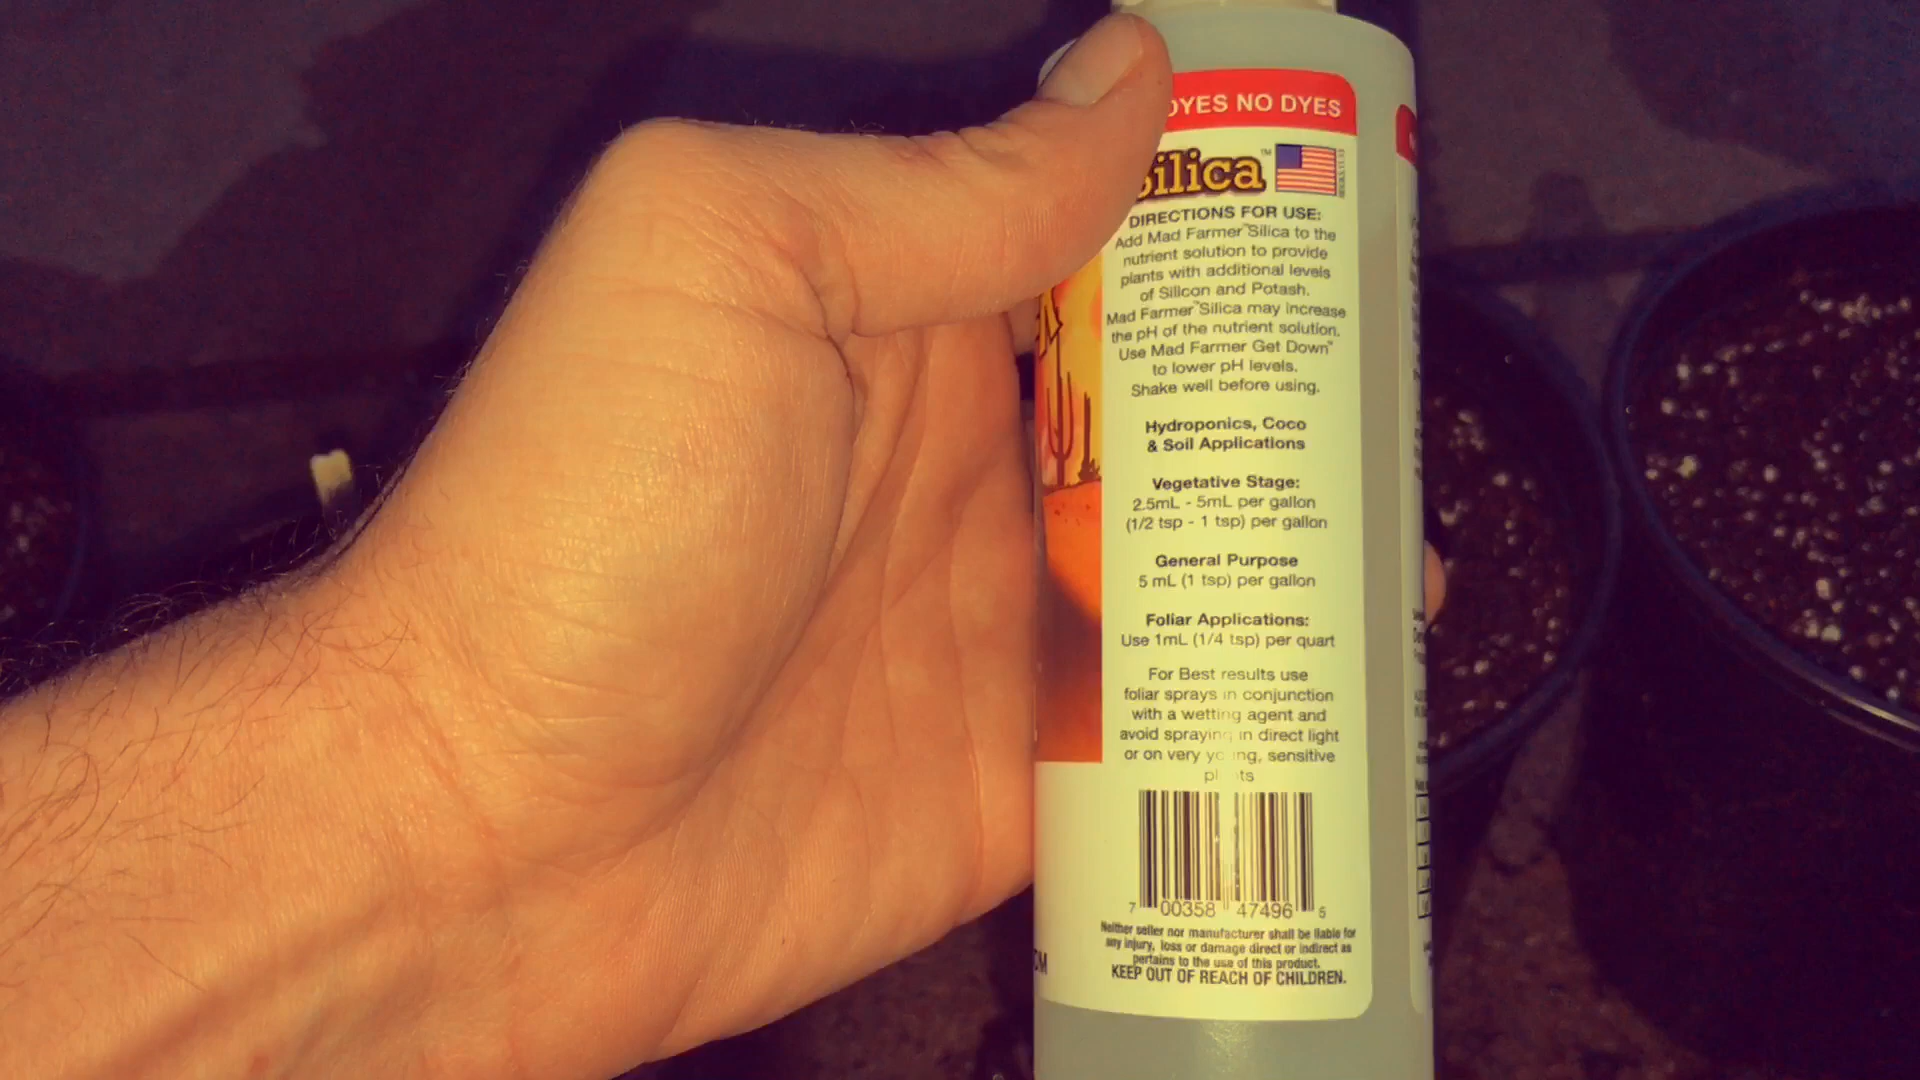 DYES NO DYES
Silica™
DIRECTIONS FOR USE:
Add Mad Farmer™Silica to the
nutrient solution to provide
plants with additional levels
of Silicon and Potash.
Mad Farmer™Silica may increase
the pH of the nutrient solution.
Use Mad Farmer Get Down™
to lower pH levels.
Shake well before using.
Hydroponics, Coco
& Soil Applications
Vegetative Stage:
2.5mL - 5mL per gallon
(1/2 tsp - 1 tsp) per gallon
General Purpose
5 mL (1 tsp) per gallon
Foliar Applications:
Use 1mL (1/4 tsp) per quart
For Best results use
foliar sprays in conjunction
with a wetting agent and
avoid spraying in direct light
or on very young, sensitive
plants
7 00358 47496 5
Neither seller nor manufacturer shall be liable for
any injury, loss or damage direct or indirect as
pertains to the use of this product.
KEEP OUT OF REACH OF CHILDREN.